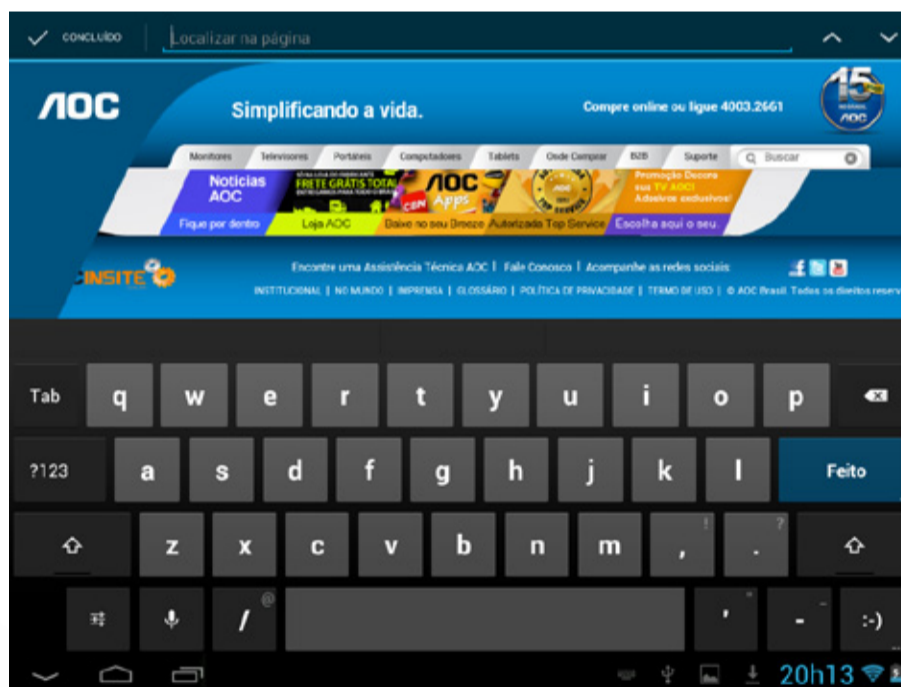 CONCLUÍDO Localizar na página
AOC Simplificando a vida. Compre online ou ligue 4003.2661 15 AOC
Monitores Televisores Portáteis Computadores Tablets Onde Comprar B2B Suporte Buscar
Notícias AOC
FRETE GRÁTIS TOTAL
AOC Apps
CBN
TOP SERVICE
Promoção Decore
sua TV AOC!
Adesivos exclusivos!
Fique por dentro Loja AOC Baixe no seu Breeze Autorizada Top Service Escolha aqui o seu.
INSITE
Encontre uma Assistência Técnica AOC | Fale Conosco | Acompanhe as redes sociais:
INSTITUCIONAL | NO MUNDO | IMPRENSA | GLOSSÁRIO | POLÍTICA DE PRIVACIDADE | TERMO DE USO | © AOC Brasil. Todos os direitos reserv
Tab q w e r t y u i o p
?123 a s d f g h j k l Feito
z x c v b n m , ! . ?
/ @ ' " - _ :-)
20h13